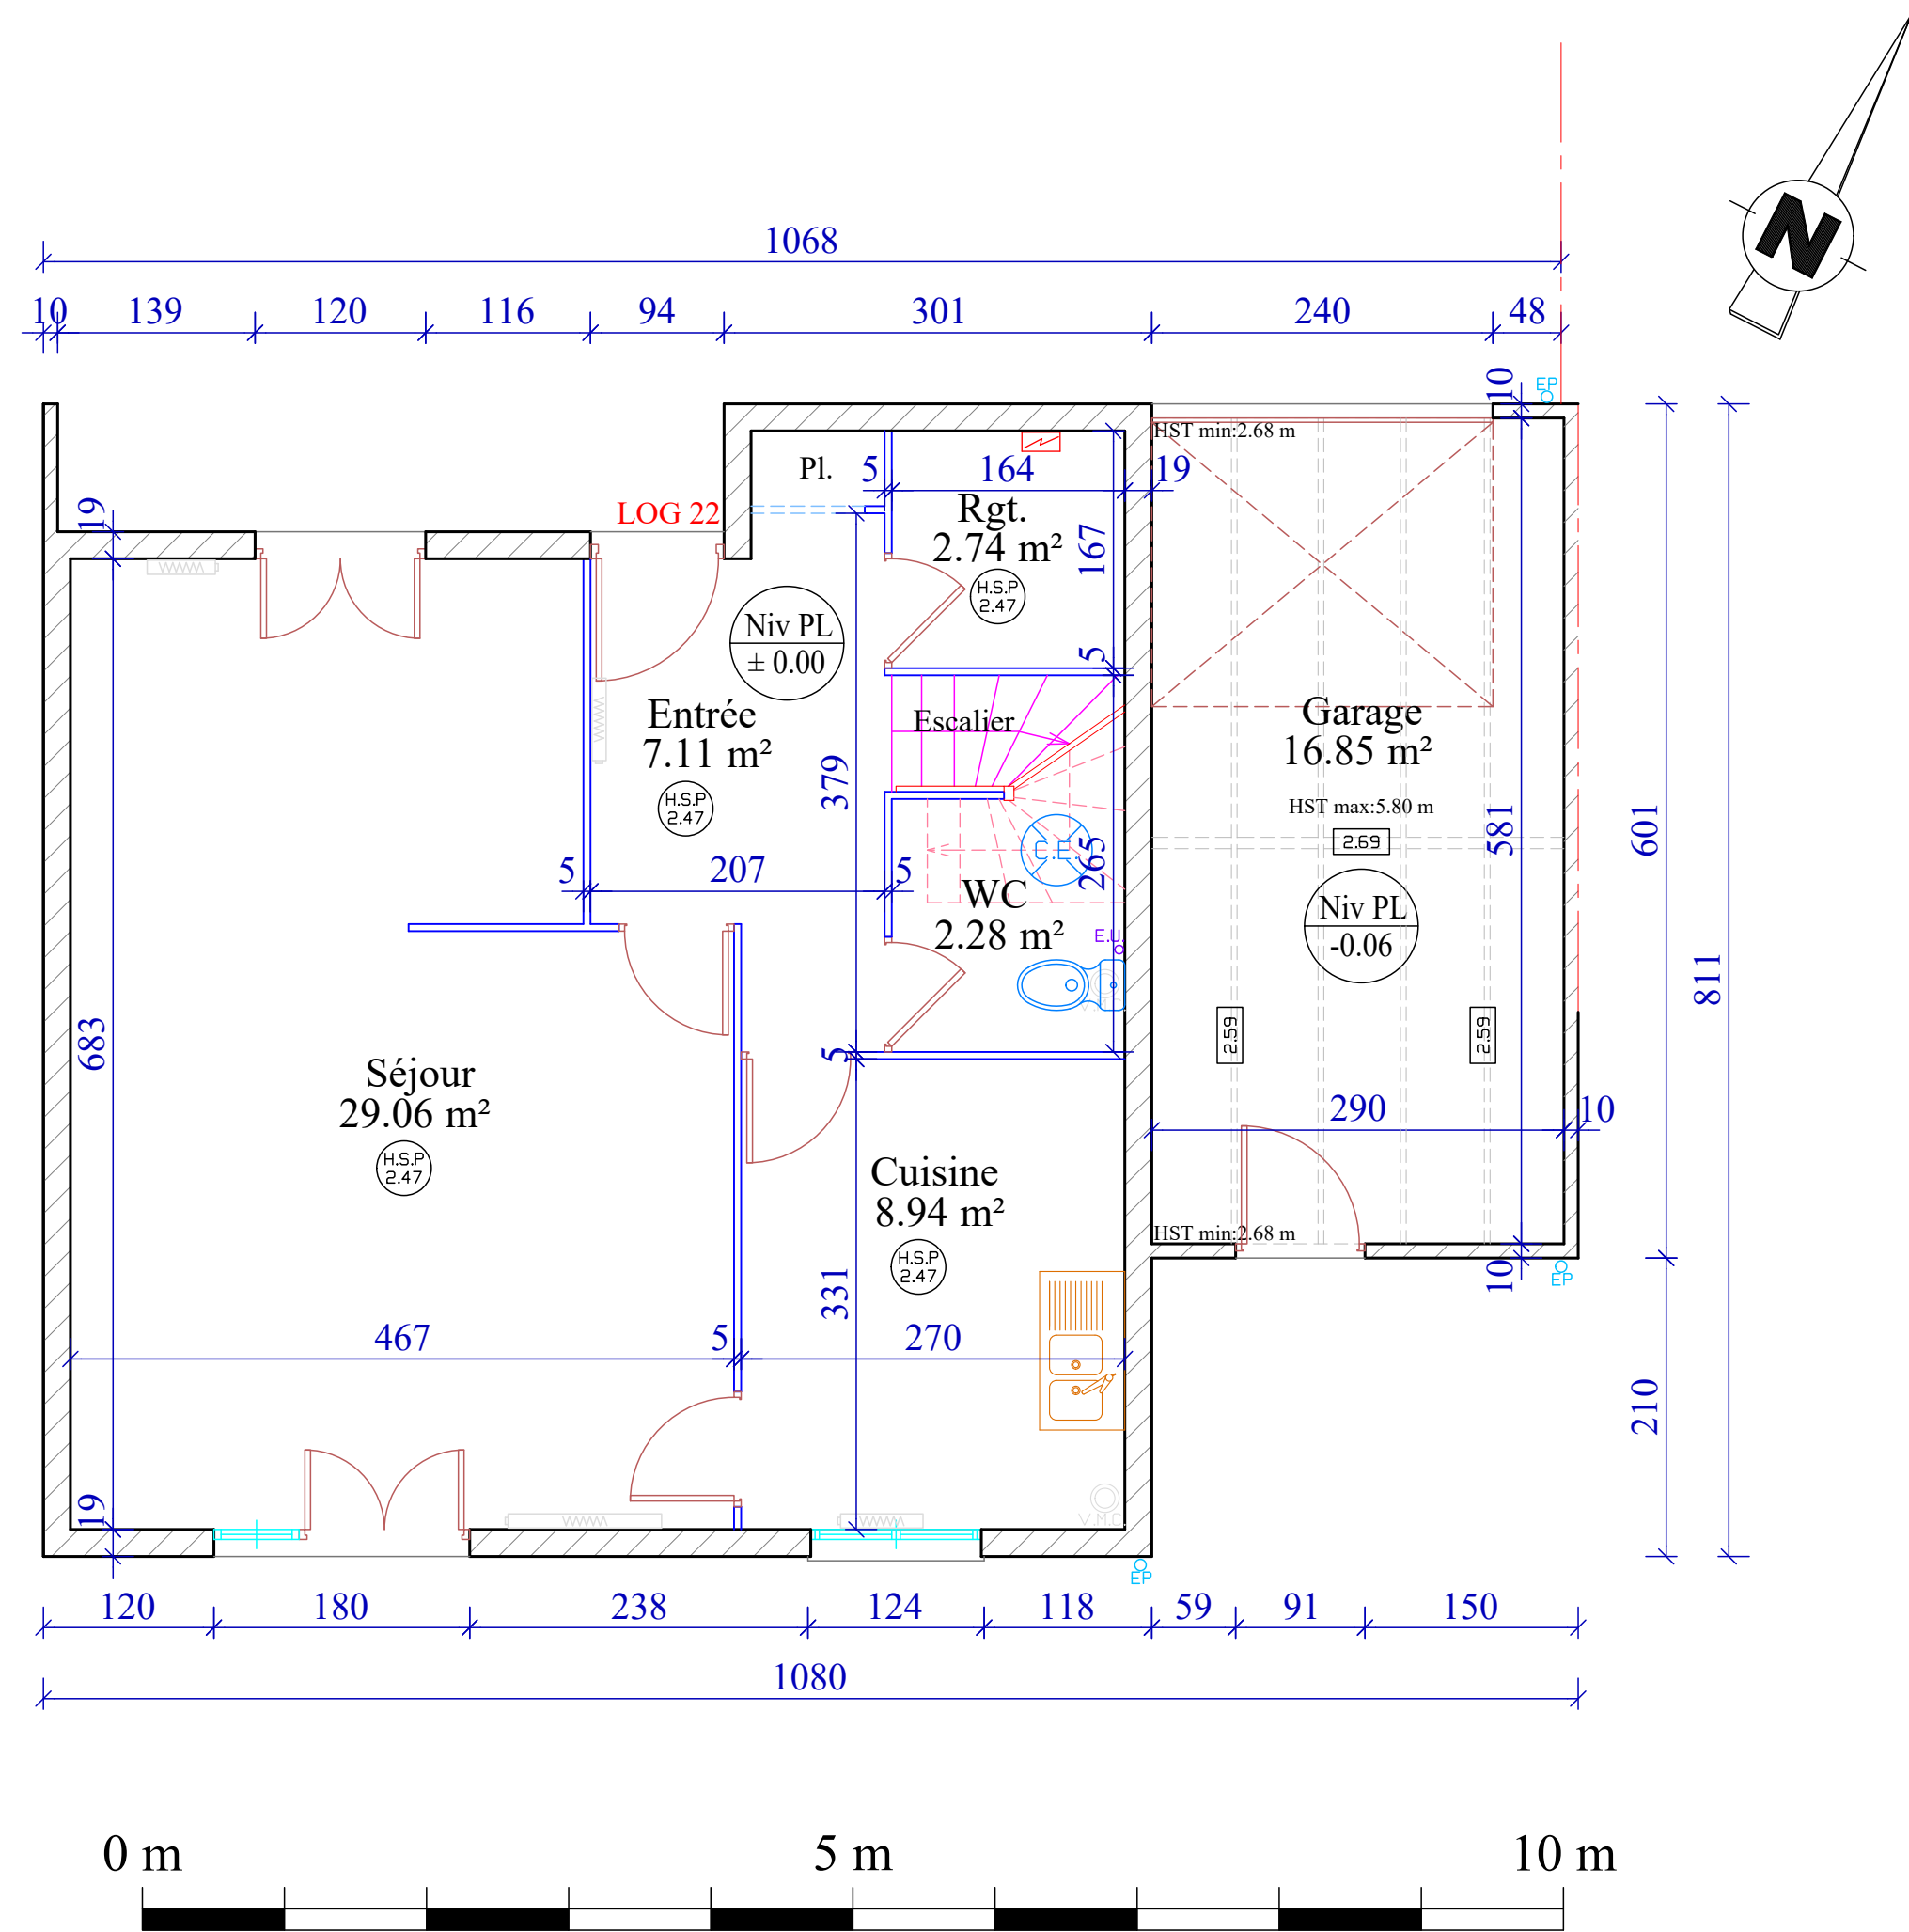 N
1068
10 139 120 116 94 301 240 48
10
EP
HST min:2.68 m
Pl.
5 164 19
LOG 22
19
Rgt.
2.74 m²
H.S.P
2.47
167
Niv PL
± 0.00
5
Entrée
7.11 m²
H.S.P
2.47
Escalier
379
Garage
16.85 m²
HST max:5.80 m
2.69
581
601
C.E.
265
5 207 5
WC
2.28 m²
E.U.
Niv PL
-0.06
811
2.59
2.59
683
5
Séjour
29.06 m²
H.S.P
2.47
290 10
Cuisine
8.94 m²
H.S.P
2.47
HST min:2.68 m
10
EP
331
467 5 270
210
19
V.M.C
EP
120 180 238 124 118 59 91 150
1080
0 m 5 m 10 m